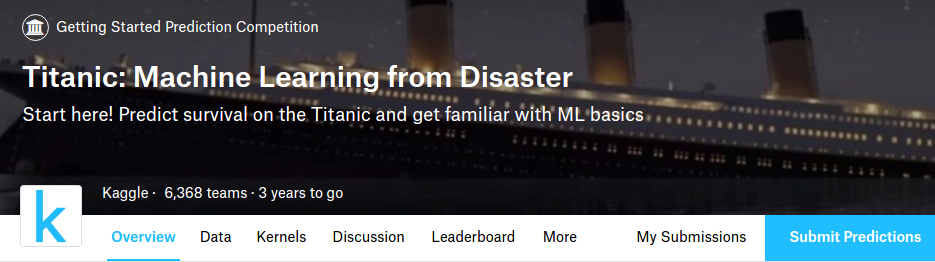 Getting Started Prediction Competition
Titanic: Machine Learning from Disaster
Start here! Predict survival on the Titanic and get familiar with ML basics
k
Kaggle · 6,368 teams · 3 years to go
Overview Data Kernels Discussion Leaderboard More My Submissions Submit Predictions